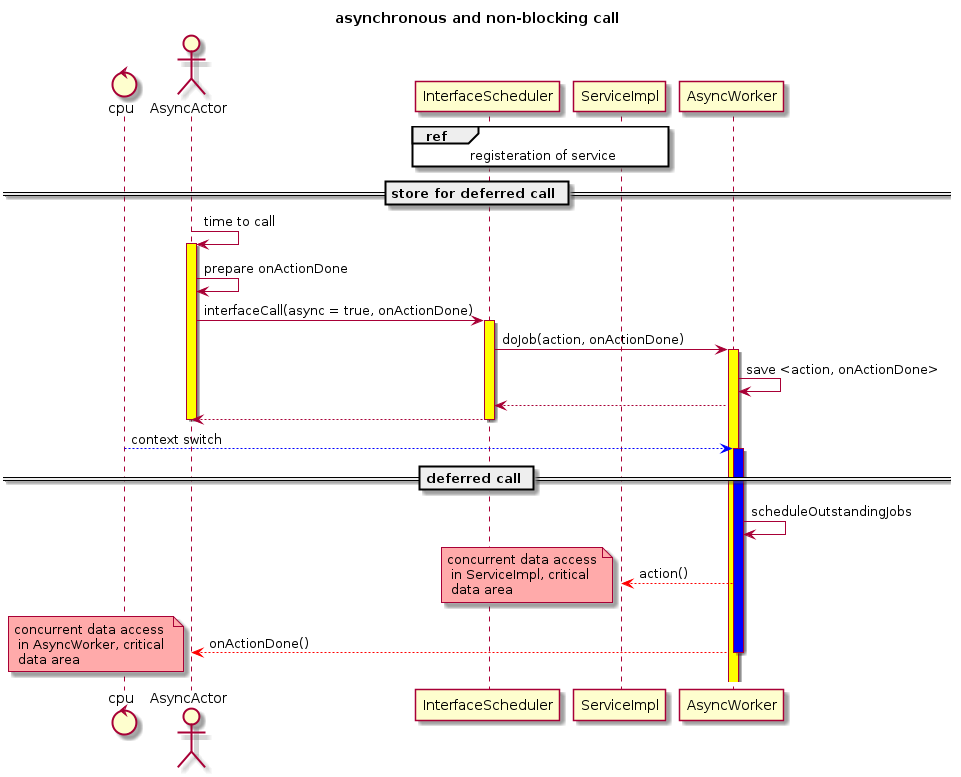 asynchronous and non-blocking call
cpu
AsyncActor
InterfaceScheduler
ServiceImpl
AsyncWorker
ref
registeration of service
store for deferred call
time to call
prepare onActionDone
interfaceCall(async = true, onActionDone)
doJob(action, onActionDone)
save <action, onActionDone>
context switch
deferred call
scheduleOutstandingJobs
concurrent data access
in ServiceImpl, critical
data area
action()
concurrent data access
in AsyncWorker, critical
data area
onActionDone()
cpu
AsyncActor
InterfaceScheduler
ServiceImpl
AsyncWorker